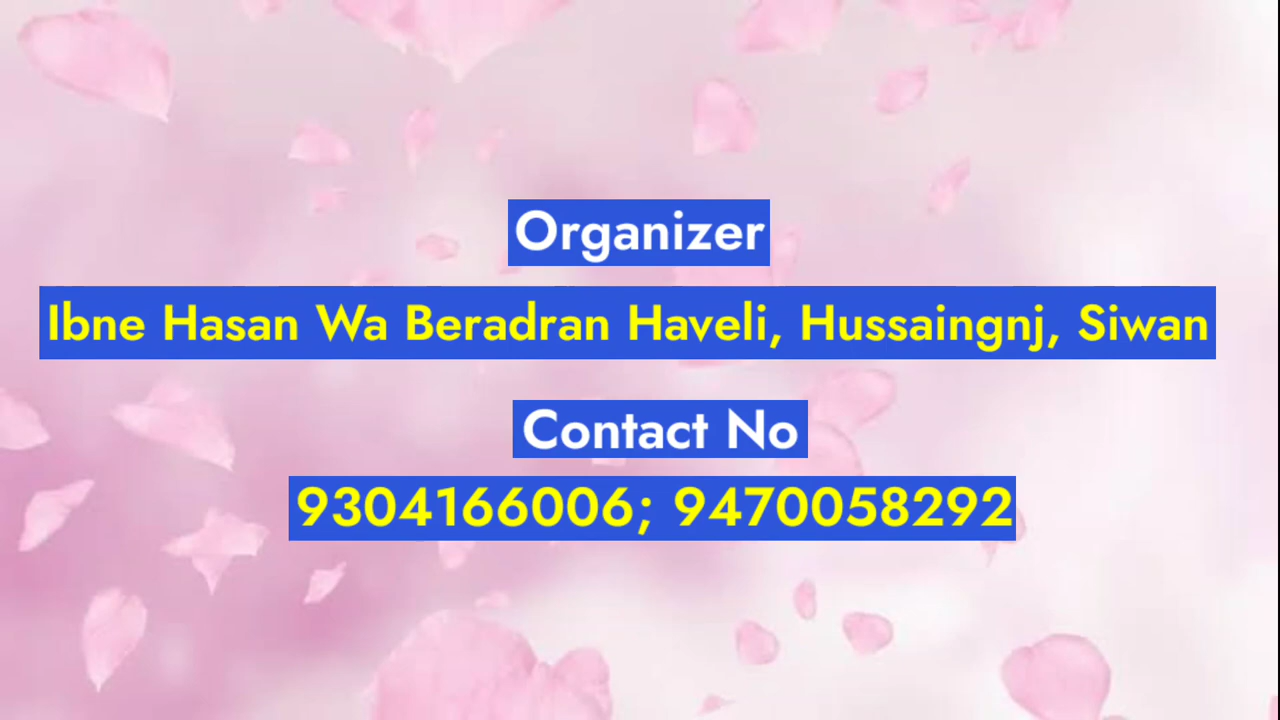 Organizer
Ibne Hasan Wa Beradran Haveli, Hussaingnj, Siwan
Contact No
9304166006; 9470058292